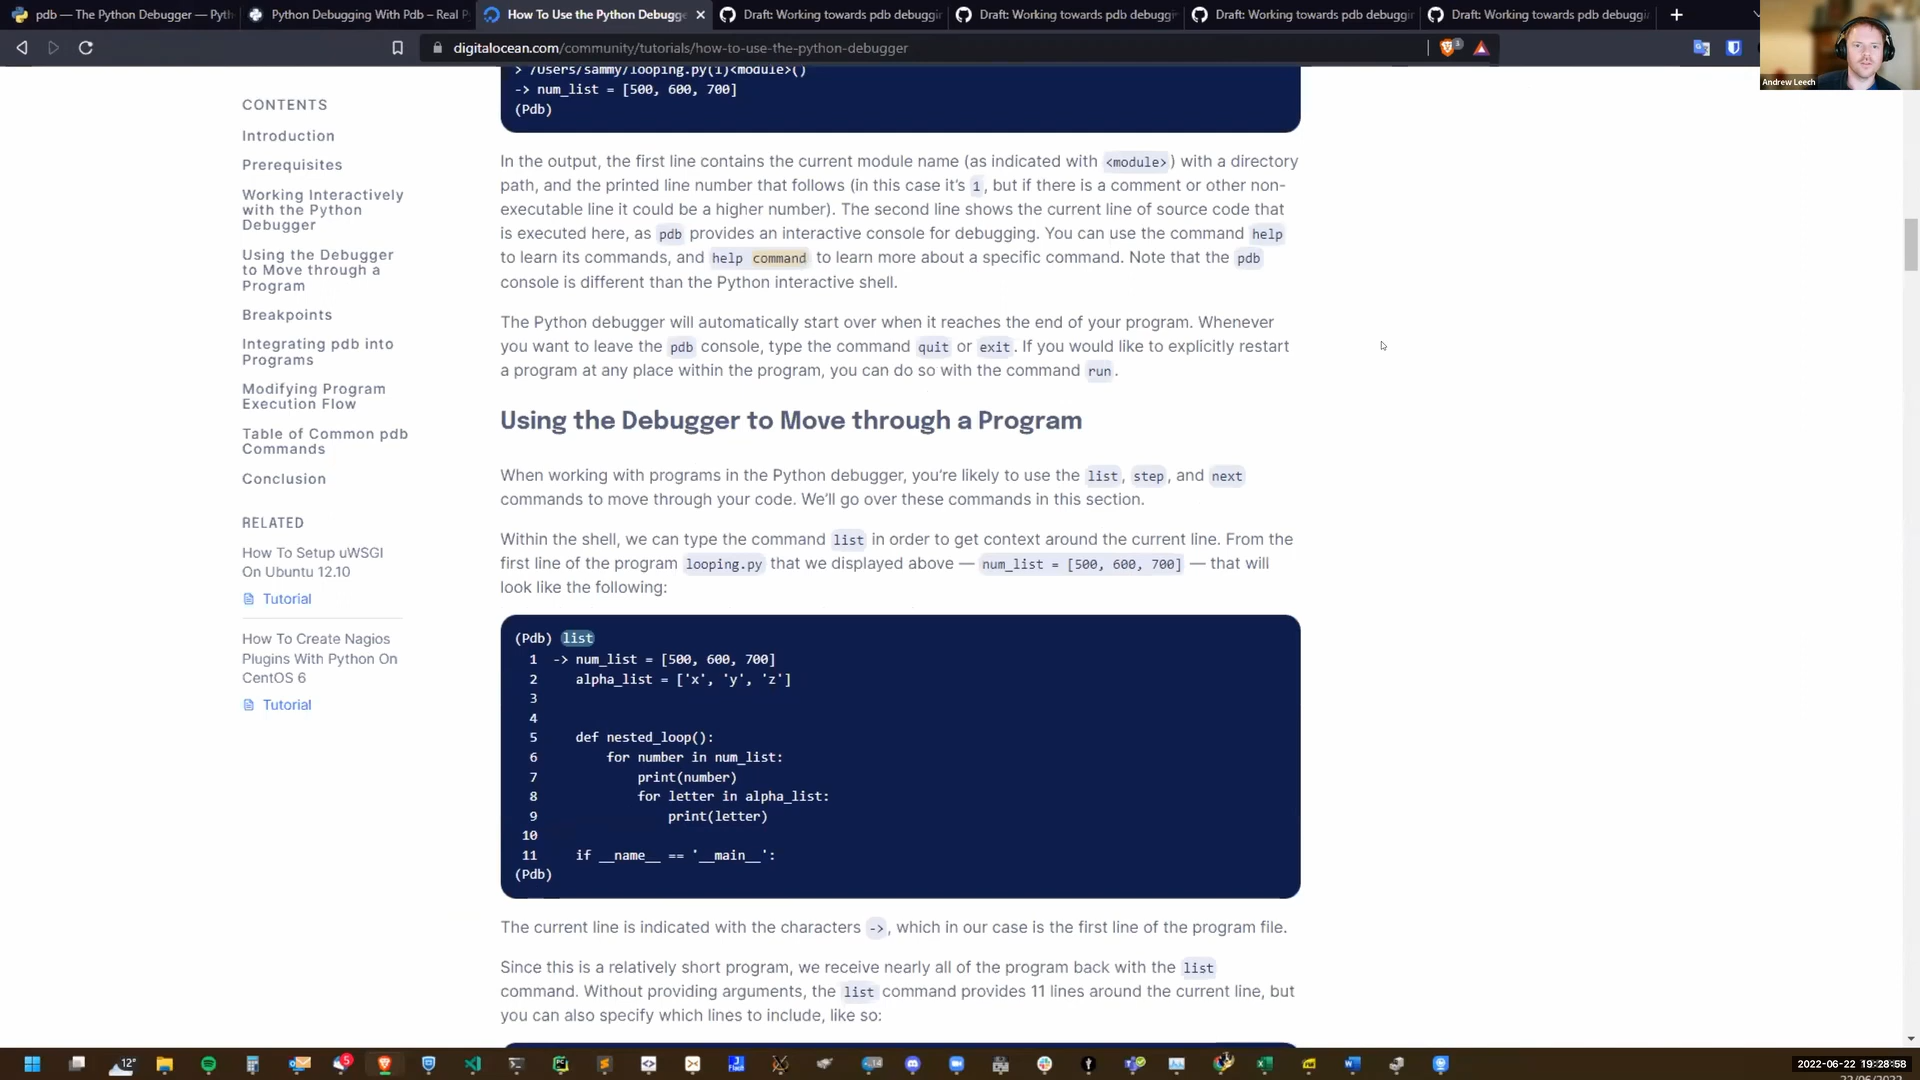 pdb — The Python Debugger — Pyth
Python Debugging With Pdb – Real P
How To Use the Python Debugge
Draft: Working towards pdb debuggin
Draft: Working towards pdb debuggin
Draft: Working towards pdb debuggin
Draft: Working towards pdb debuggin
digitalocean.com/community/tutorials/how-to-use-the-python-debugger
Andrew Leech
CONTENTS
Introduction
Prerequisites
Working Interactively
with the Python
Debugger
Using the Debugger
to Move through a
Program
Breakpoints
Integrating pdb into
Programs
Modifying Program
Execution Flow
Table of Common pdb
Commands
Conclusion
RELATED
How To Setup uWSGI
On Ubuntu 12.10
Tutorial
How To Create Nagios
Plugins With Python On
CentOS 6
Tutorial
> /Users/sammy/looping.py(1)<module>()
-> num_list = [500, 600, 700]
(Pdb)
In the output, the first line contains the current module name (as indicated with <module>) with a directory
path, and the printed line number that follows (in this case it's 1, but if there is a comment or other non-
executable line it could be a higher number). The second line shows the current line of source code that
is executed here, as pdb provides an interactive console for debugging. You can use the command help
to learn its commands, and help command to learn more about a specific command. Note that the pdb
console is different than the Python interactive shell.
The Python debugger will automatically start over when it reaches the end of your program. Whenever
you want to leave the pdb console, type the command quit or exit. If you would like to explicitly restart
a program at any place within the program, you can do so with the command run.
Using the Debugger to Move through a Program
When working with programs in the Python debugger, you're likely to use the list, step, and next
commands to move through your code. We'll go over these commands in this section.
Within the shell, we can type the command list in order to get context around the current line. From the
first line of the program looping.py that we displayed above — num_list = [500, 600, 700] — that will
look like the following:
(Pdb) list
1 -> num_list = [500, 600, 700]
2 alpha_list = ['x', 'y', 'z']
3
4
5 def nested_loop():
6 for number in num_list:
7 print(number)
8 for letter in alpha_list:
9 print(letter)
10
11 if __name__ == '__main__':
(Pdb)
The current line is indicated with the characters ->, which in our case is the first line of the program file.
Since this is a relatively short program, we receive nearly all of the program back with the list
command. Without providing arguments, the list command provides 11 lines around the current line, but
you can also specify which lines to include, like so:
12°
5
2022-06-22 19:28:58